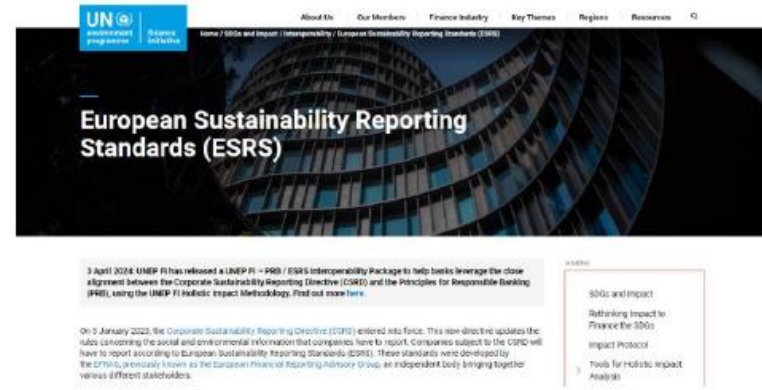 UN
environment
programme
finance
initiative
About Us Our Members Finance Industry Key Themes Regions Resources
Home / SDGs and Impact / Interoperability / European Sustainability Reporting Standards (ESRS)
European Sustainability Reporting
Standards (ESRS)
3 April 2024: UNEP FI has released a UNEP FI – PRB / ESRS Interoperability Package to help banks leverage the close
alignment between the Corporate Sustainability Reporting Directive (CSRD) and the Principles for Responsible Banking
(PRB), using the UNEP FI Holistic Impact Methodology. Find out more here.
On 5 January 2023, the Corporate Sustainability Reporting Directive (CSRD) entered into force. This new directive updates the
rules concerning the social and environmental information that companies have to report. Companies subject to the CSRD will
have to report according to European Sustainability Reporting Standards (ESRS). These standards were developed by
the EFRAG, previously known as the European Financial Reporting Advisory Group, an independent body bringing together
various different stakeholders.
SDGs and Impact
Rethinking Impact to
Finance the SDGs
Impact Protocol
Tools for Holistic Impact
Analysis